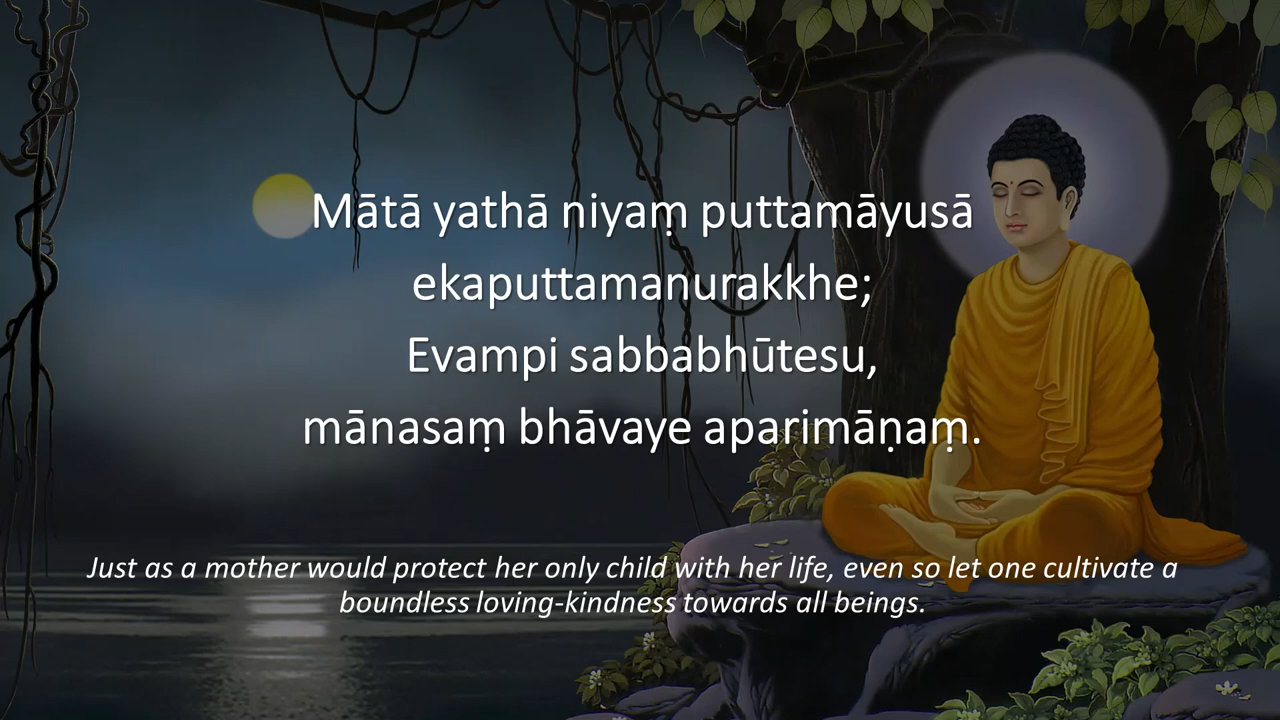 Mātā yathā niyaṃ puttamāyusā
ekaputtamanurakkhe;
Evampi sabbabhūtesu,
mānasaṃ bhāvaye aparimāṇaṃ.
Just as a mother would protect her only child with her life, even so let one cultivate a
boundless loving-kindness towards all beings.